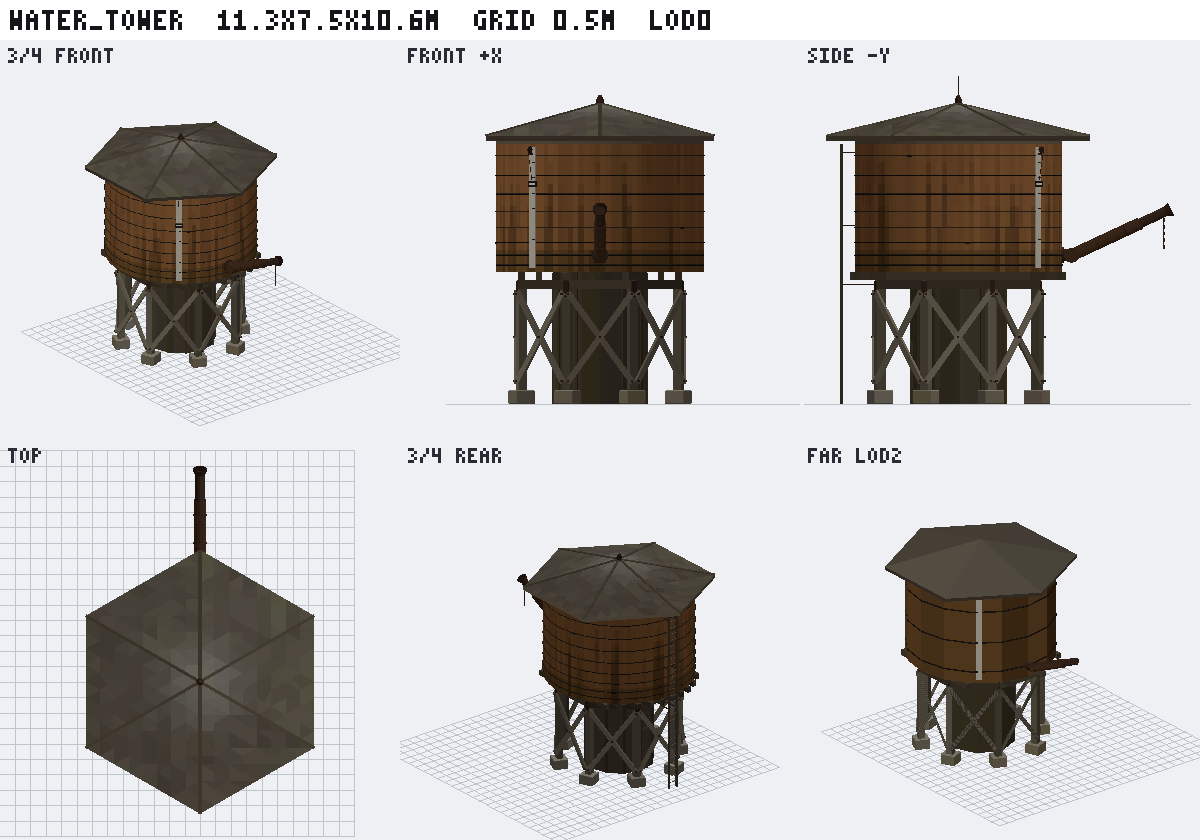 WATER_TOWER 11.3X7.5X10.6M GRID 0.5M LOD0
3/4 FRONT
FRONT +X
SIDE -Y
TOP
3/4 REAR
FAR LOD2